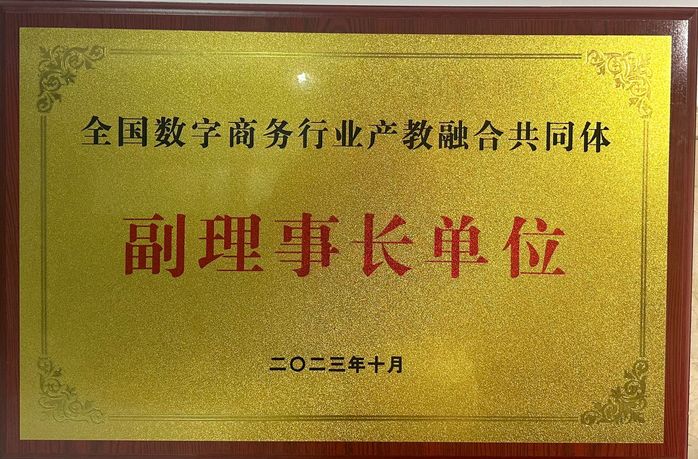 全国数字商务行业产教融合共同体
副理事长单位
二〇二三年十月